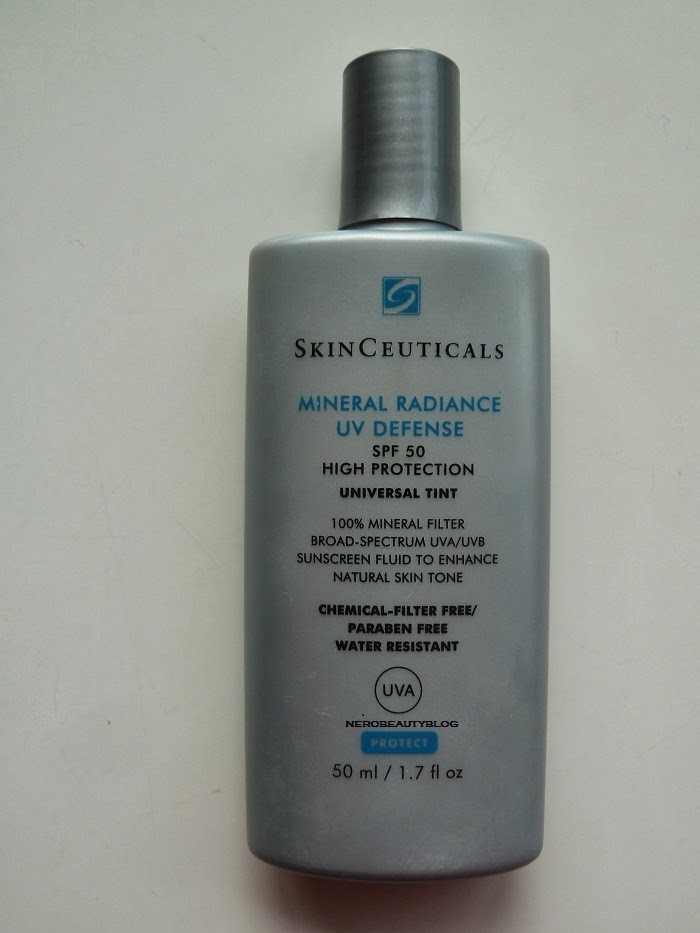 SKINCEUTICALS
MINERAL RADIANCE
UV DEFENSE
SPF 50
HIGH PROTECTION
UNIVERSAL TINT
100% MINERAL FILTER
BROAD-SPECTRUM UVA/UVB
SUNSCREEN FLUID TO ENHANCE
NATURAL SKIN TONE
CHEMICAL-FILTER FREE/
PARABEN FREE
WATER RESISTANT
UVA
NEROBEAUTYBLOG
PROTECT
50 ml / 1.7 fl oz